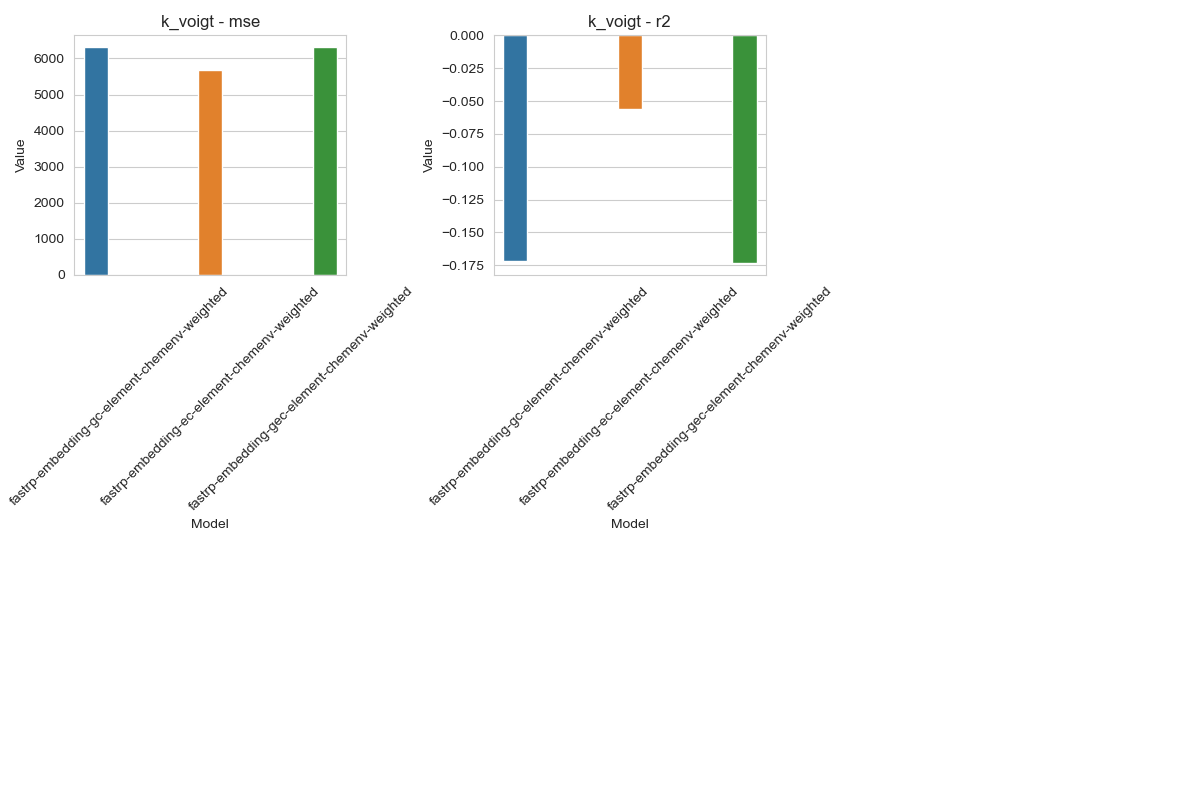 k_voigt - mse
6000
5000
4000
3000
2000
1000
0
Value
fastrp-embedding-gc-element-chemenv-weighted
fastrp-embedding-ec-element-chemenv-weighted
fastrp-embedding-gec-element-chemenv-weighted
Model
k_voigt - r2
0.000
−0.025
−0.050
−0.075
−0.100
−0.125
−0.150
−0.175
Value
fastrp-embedding-gc-element-chemenv-weighted
fastrp-embedding-ec-element-chemenv-weighted
fastrp-embedding-gec-element-chemenv-weighted
Model